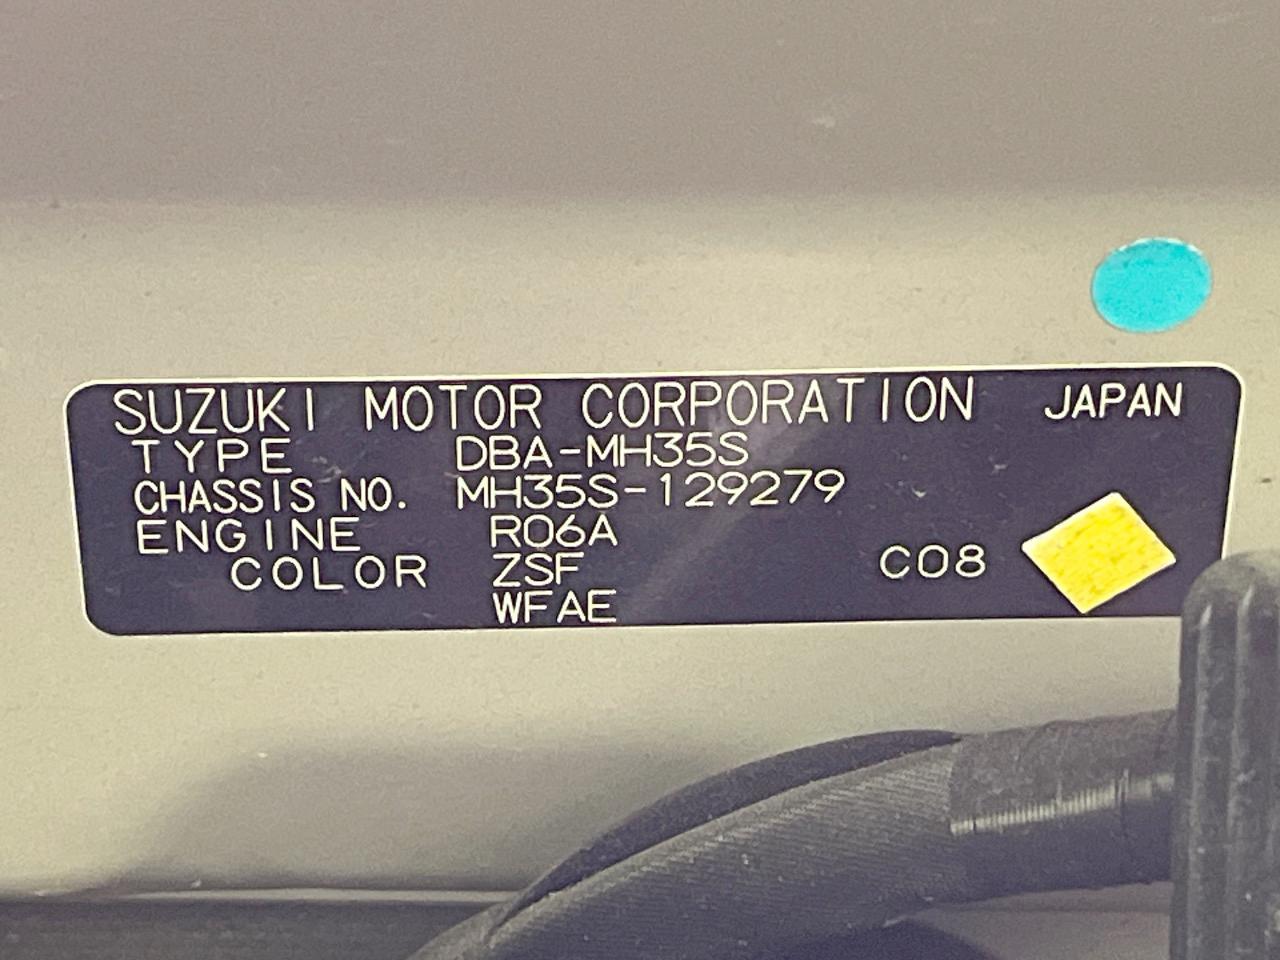 SUZUKI MOTOR CORPORATION JAPAN
TYPE DBA-MH35S
CHASSIS NO. MH35S-129279
ENGINE R06A
COLOR ZSF C08
WFAE